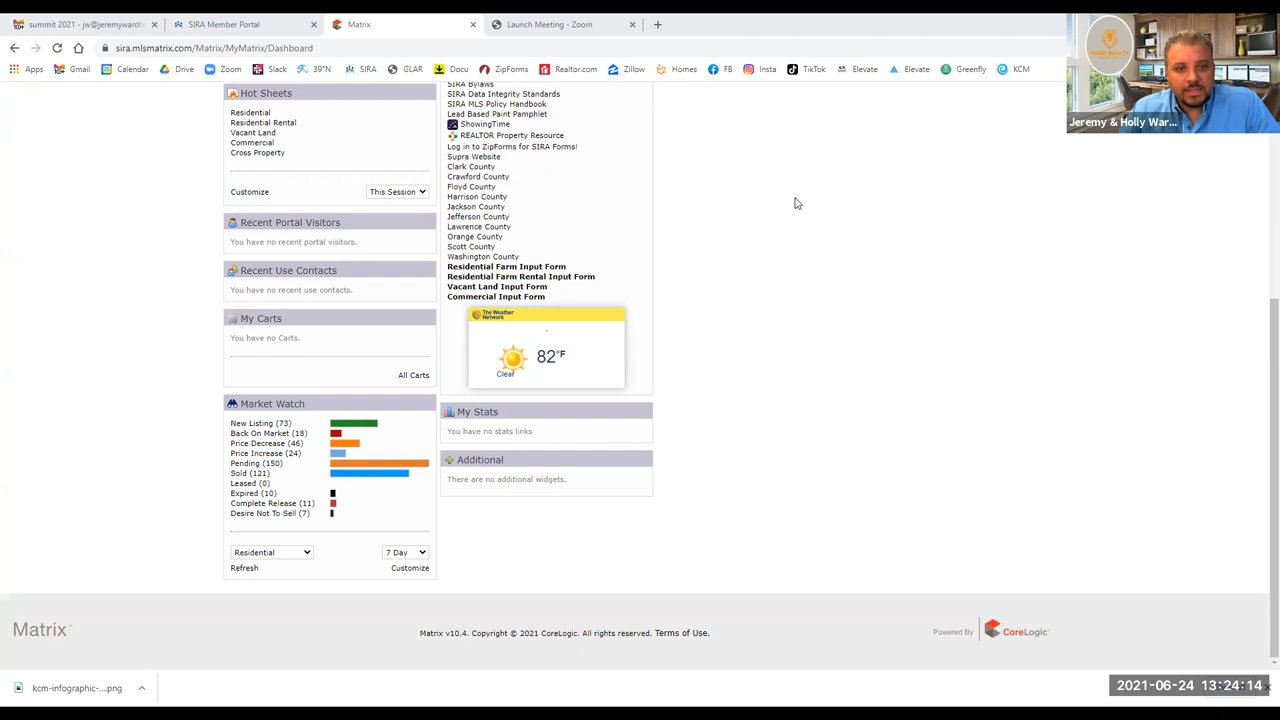 summit 2021 - jw@jeremywardte
SIRA Member Portal
Matrix
Launch Meeting - Zoom
sira.mlsmatrix.com/Matrix/MyMatrix/Dashboard
Apps
Gmail
Calendar
Drive
Zoom
Slack
39°N
SIRA
GLAR
Docu
ZipForms
Realtor.com
Zillow
Homes
FB
Insta
TikTok
Elevate
Elevate
Greenfly
KCM
WARD REALTY
Jeremy & Holly War...
Hot Sheets
Residential
Residential Rental
Vacant Land
Commercial
Cross Property
Customize
This Session
Recent Portal Visitors
You have no recent portal visitors.
Recent Use Contacts
You have no recent use contacts.
My Carts
You have no Carts.
All Carts
Market Watch
New Listing (73)
Back On Market (18)
Price Decrease (46)
Price Increase (24)
Pending (150)
Sold (121)
Leased (0)
Expired (10)
Complete Release (11)
Desire Not To Sell (7)
Residential
7 Day
Refresh
Customize
SIRA Bylaws
SIRA Data Integrity Standards
SIRA MLS Policy Handbook
Lead Based Paint Pamphlet
ShowingTime
REALTOR Property Resource
Log in to ZipForms for SIRA Forms!
Supra Website
Clark County
Crawford County
Floyd County
Harrison County
Jackson County
Jefferson County
Lawrence County
Orange County
Scott County
Washington County
Residential Farm Input Form
Residential Farm Rental Input Form
Vacant Land Input Form
Commercial Input Form
The Weather
Network
82°F
Clear
My Stats
You have no stats links
Additional
There are no additional widgets.
Matrix™
Matrix v10.4. Copyright © 2021 CoreLogic. All rights reserved. Terms of Use.
Powered By
CoreLogic
kcm-infographic-....png
2021-06-24 13:24:14